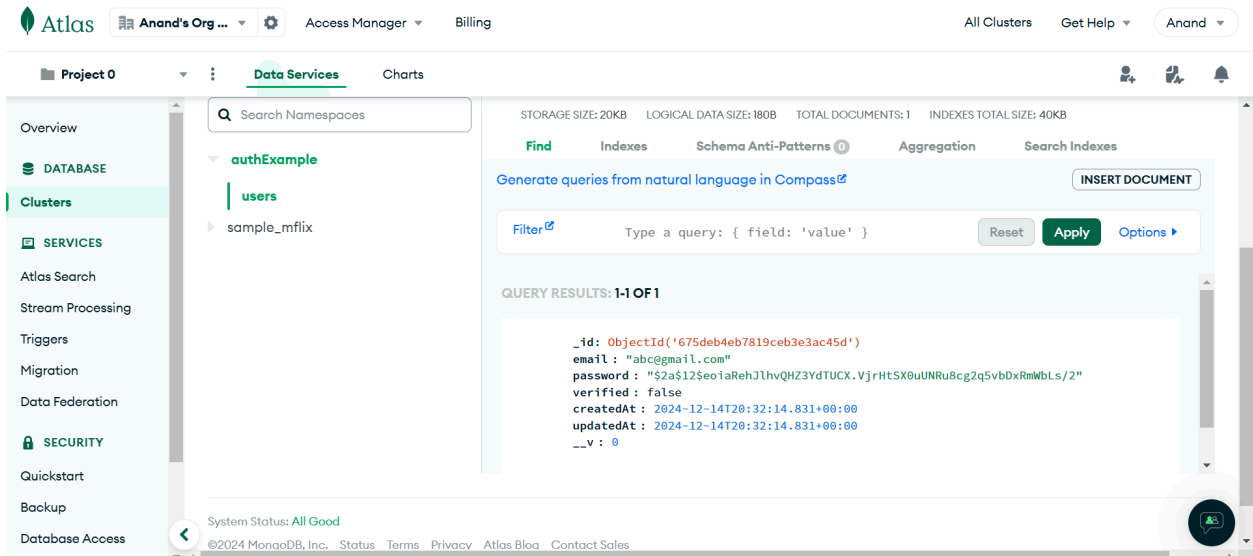 Atlas Anand's Org ... Access Manager Billing All Clusters Get Help Anand
Project 0 Data Services Charts
Overview
DATABASE
Clusters
SERVICES
Atlas Search
Stream Processing
Triggers
Migration
Data Federation
SECURITY
Quickstart
Backup
Database Access
Search Namespaces
authExample
users
sample_mflix
STORAGE SIZE: 20KB LOGICAL DATA SIZE: 180B TOTAL DOCUMENTS: 1 INDEXES TOTAL SIZE: 40KB
Find Indexes Schema Anti-Patterns 0 Aggregation Search Indexes
Generate queries from natural language in Compass INSERT DOCUMENT
Filter Type a query: { field: 'value' } Reset Apply Options
QUERY RESULTS: 1-1 OF 1
_id: ObjectId('675deb4eb7819ceb3e3ac45d')
email : "abc@gmail.com"
password : "$2a$12$eoiaRehJlhvQHZ3YdTUCX.VjrHtSX0uUNRu8cg2q5vbDxRmWbLs/2"
verified : false
createdAt : 2024-12-14T20:32:14.831+00:00
updatedAt : 2024-12-14T20:32:14.831+00:00
__v : 0
System Status: All Good
©2024 MongoDB, Inc. Status Terms Privacy Atlas Blog Contact Sales